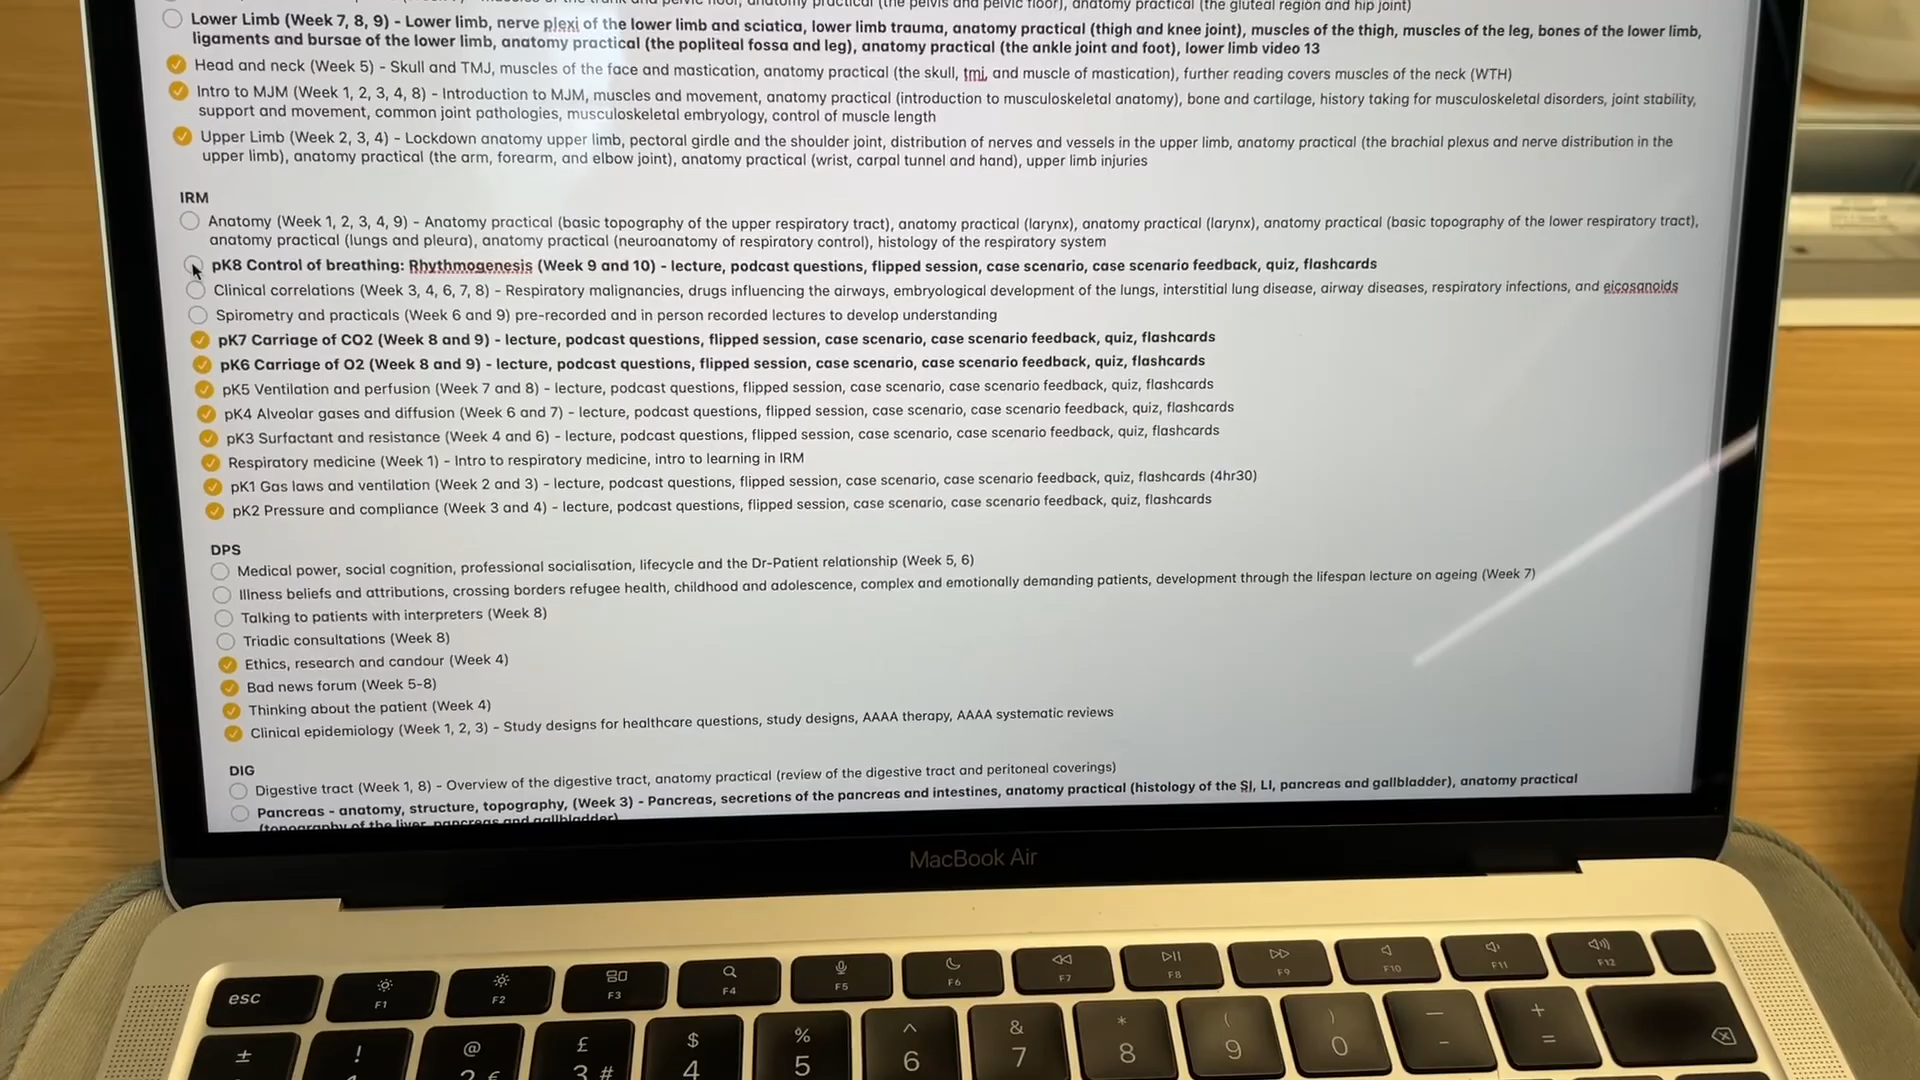 anatomy practical (the pelvis and pelvic floor), anatomy practical (the gluteal region and hip joint)
Lower Limb (Week 7, 8, 9) - Lower limb, nerve plexi of the lower limb and sciatica, lower limb trauma, anatomy practical (thigh and knee joint), muscles of the thigh, muscles of the leg, bones of the lower limb,
ligaments and bursae of the lower limb, anatomy practical (the popliteal fossa and leg), anatomy practical (the ankle joint and foot), lower limb video 13
Head and neck (Week 5) - Skull and TMJ, muscles of the face and mastication, anatomy practical (the skull, tmj, and muscle of mastication), further reading covers muscles of the neck (WTH)
Intro to MJM (Week 1, 2, 3, 4, 8) - Introduction to MJM, muscles and movement, anatomy practical (introduction to musculoskeletal anatomy), bone and cartilage, history taking for musculoskeletal disorders, joint stability,
support and movement, common joint pathologies, musculoskeletal embryology, control of muscle length
Upper Limb (Week 2, 3, 4) - Lockdown anatomy upper limb, pectoral girdle and the shoulder joint, distribution of nerves and vessels in the upper limb, anatomy practical (the brachial plexus and nerve distribution in the
upper limb), anatomy practical (the arm, forearm, and elbow joint), anatomy practical (wrist, carpal tunnel and hand), upper limb injuries
IRM
Anatomy (Week 1, 2, 3, 4, 9) - Anatomy practical (basic topography of the upper respiratory tract), anatomy practical (larynx), anatomy practical (larynx), anatomy practical (basic topography of the lower respiratory tract),
anatomy practical (lungs and pleura), anatomy practical (neuroanatomy of respiratory control), histology of the respiratory system
pK8 Control of breathing: Rhythmogenesis (Week 9 and 10) - lecture, podcast questions, flipped session, case scenario, case scenario feedback, quiz, flashcards
Clinical correlations (Week 3, 4, 6, 7, 8) - Respiratory malignancies, drugs influencing the airways, embryological development of the lungs, interstitial lung disease, airway diseases, respiratory infections, and eicosanoids
Spirometry and practicals (Week 6 and 9) pre-recorded and in person recorded lectures to develop understanding
pK7 Carriage of CO2 (Week 8 and 9) - lecture, podcast questions, flipped session, case scenario, case scenario feedback, quiz, flashcards
pK6 Carriage of O2 (Week 8 and 9) - lecture, podcast questions, flipped session, case scenario, case scenario feedback, quiz, flashcards
pK5 Ventilation and perfusion (Week 7 and 8) - lecture, podcast questions, flipped session, case scenario, case scenario feedback, quiz, flashcards
pK4 Alveolar gases and diffusion (Week 6 and 7) - lecture, podcast questions, flipped session, case scenario, case scenario feedback, quiz, flashcards
pK3 Surfactant and resistance (Week 4 and 6) - lecture, podcast questions, flipped session, case scenario, case scenario feedback, quiz, flashcards
Respiratory medicine (Week 1) - Intro to respiratory medicine, intro to learning in IRM
pK1 Gas laws and ventilation (Week 2 and 3) - lecture, podcast questions, flipped session, case scenario, case scenario feedback, quiz, flashcards (4hr30)
pK2 Pressure and compliance (Week 3 and 4) - lecture, podcast questions, flipped session, case scenario, case scenario feedback, quiz, flashcards
DPS
Medical power, social cognition, professional socialisation, lifecycle and the Dr-Patient relationship (Week 5, 6)
Illness beliefs and attributions, crossing borders refugee health, childhood and adolescence, complex and emotionally demanding patients, development through the lifespan lecture on ageing (Week 7)
Talking to patients with interpreters (Week 8)
Triadic consultations (Week 8)
Ethics, research and candour (Week 4)
Bad news forum (Week 5-8)
Thinking about the patient (Week 4)
Clinical epidemiology (Week 1, 2, 3) - Study designs for healthcare questions, study designs, AAAA therapy, AAAA systematic reviews
DIG
Digestive tract (Week 1, 8) - Overview of the digestive tract, anatomy practical (review of the digestive tract and peritoneal coverings)
Pancreas - anatomy, structure, topography, (Week 3) - Pancreas, secretions of the pancreas and intestines, anatomy practical (histology of the SI, LI, pancreas and gallbladder), anatomy practical
(topography of the liver, pancreas and gallbladder)
MacBook Air
esc F1 F2 F3 F4 F5 F6 F7 F8 F9 F10 F11 F12
± ! @ £ $ % ^ & * ( ) — +
2 € 3 # 4 5 6 7 8 9 0 - =